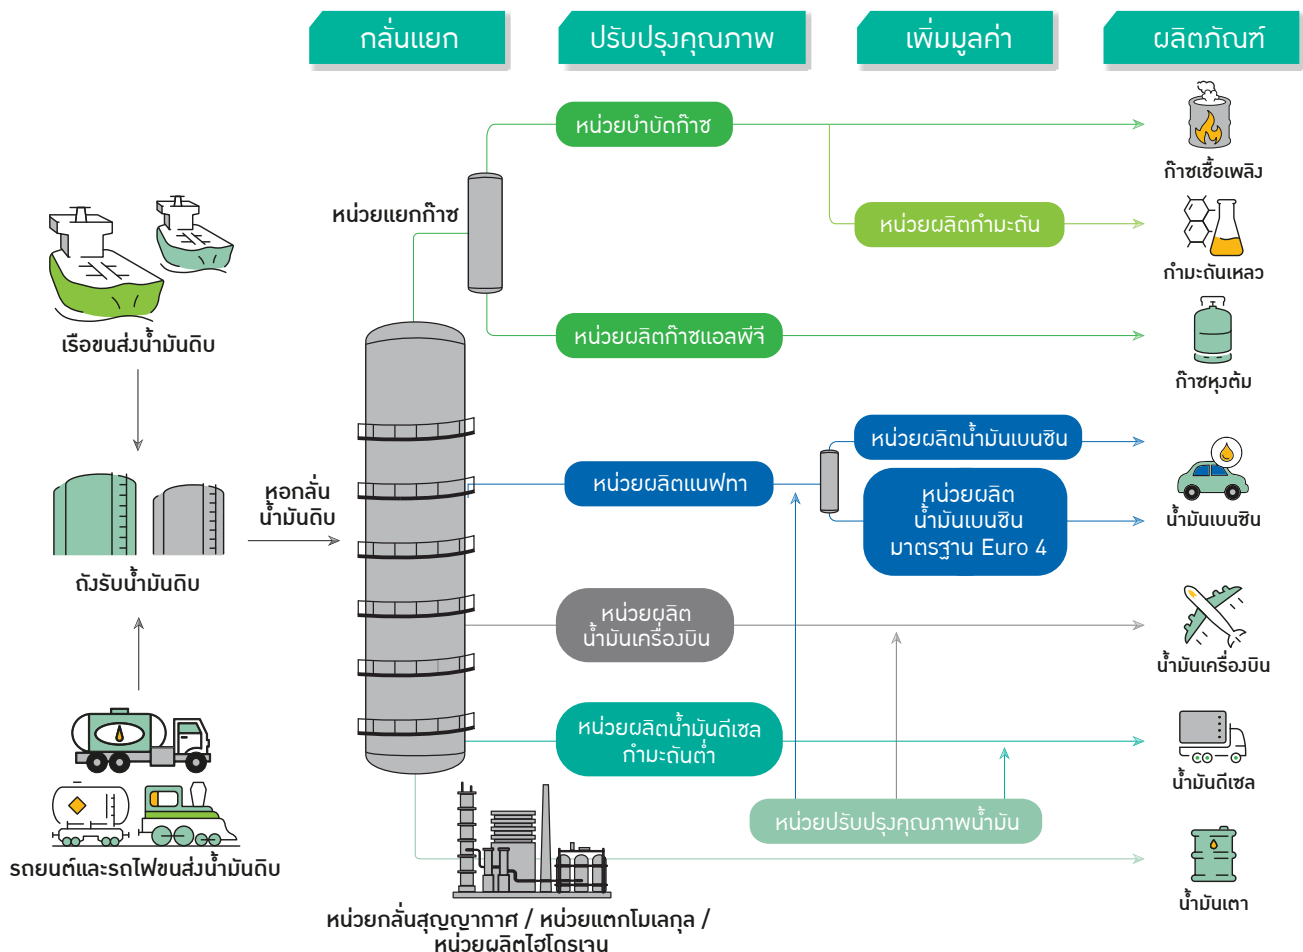 กลั่นแยก
ปรับปรุงคุณภาพ
เพิ่มมูลค่า
ผลิตภัณฑ์
หน่วยบำบัดก๊าซ
ก๊าซเชื้อเพลิง
หน่วยแยกก๊าซ
หน่วยผลิตกำมะถัน
กำมะถันเหลว
เรือขนส่งน้ำมันดิบ
หน่วยผลิตก๊าซแอลพีจี
ก๊าซหุงต้ม
หน่วยผลิตน้ำมันเบนซิน
หอกลั่น
น้ำมันดิบ
หน่วยผลิตแนฟทา
หน่วยผลิต
น้ำมันเบนซิน
มาตรฐาน Euro 4
น้ำมันเบนซิน
ถังรับน้ำมันดิบ
หน่วยผลิต
น้ำมันเครื่องบิน
น้ำมันเครื่องบิน
หน่วยผลิตน้ำมันดีเซล
กำมะถันต่ำ
น้ำมันดีเซล
หน่วยปรับปรุงคุณภาพน้ำมัน
รถยนต์และรถไฟขนส่งน้ำมันดิบ
น้ำมันเตา
หน่วยกลั่นสุญญากาศ / หน่วยแตกโมเลกุล /
หน่วยผลิตไฮโดรเจน